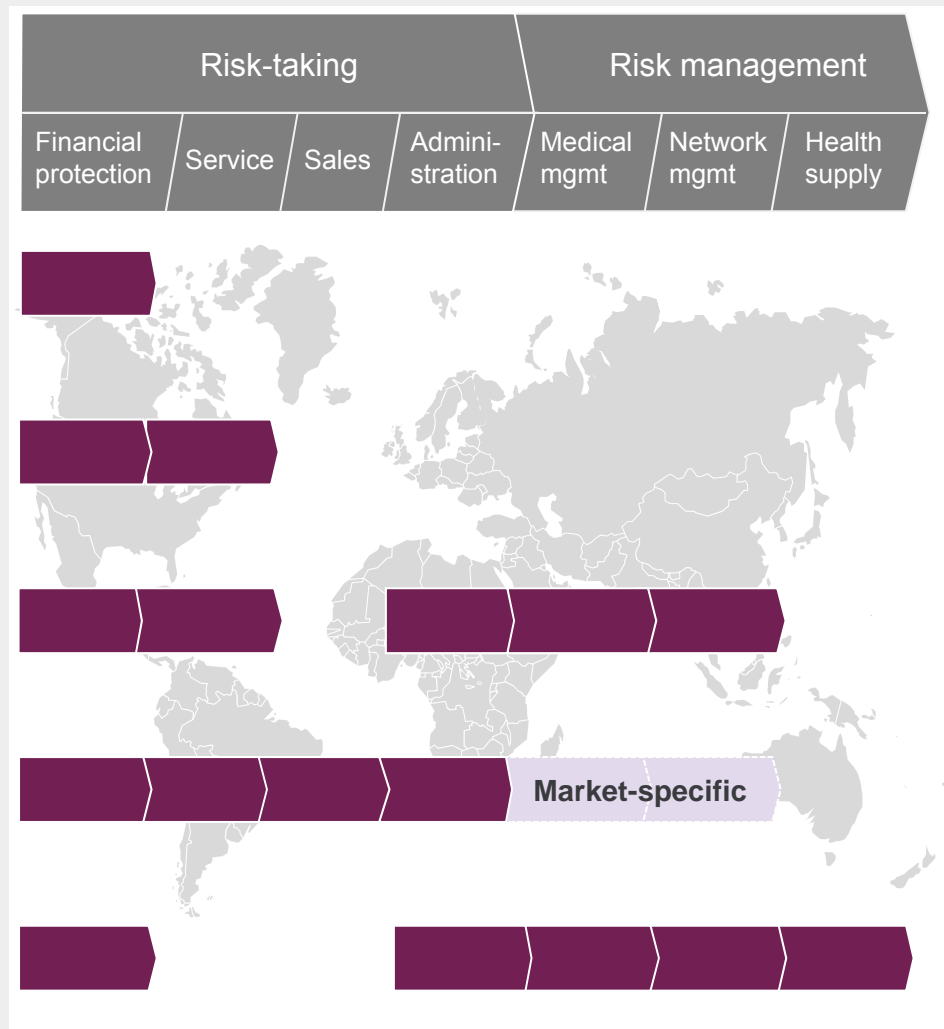 Risk-taking
Risk management
Financial
protection
Service
Sales
Admini-
stration
Medical
mgmt
Network
mgmt
Health
supply
Market-specific